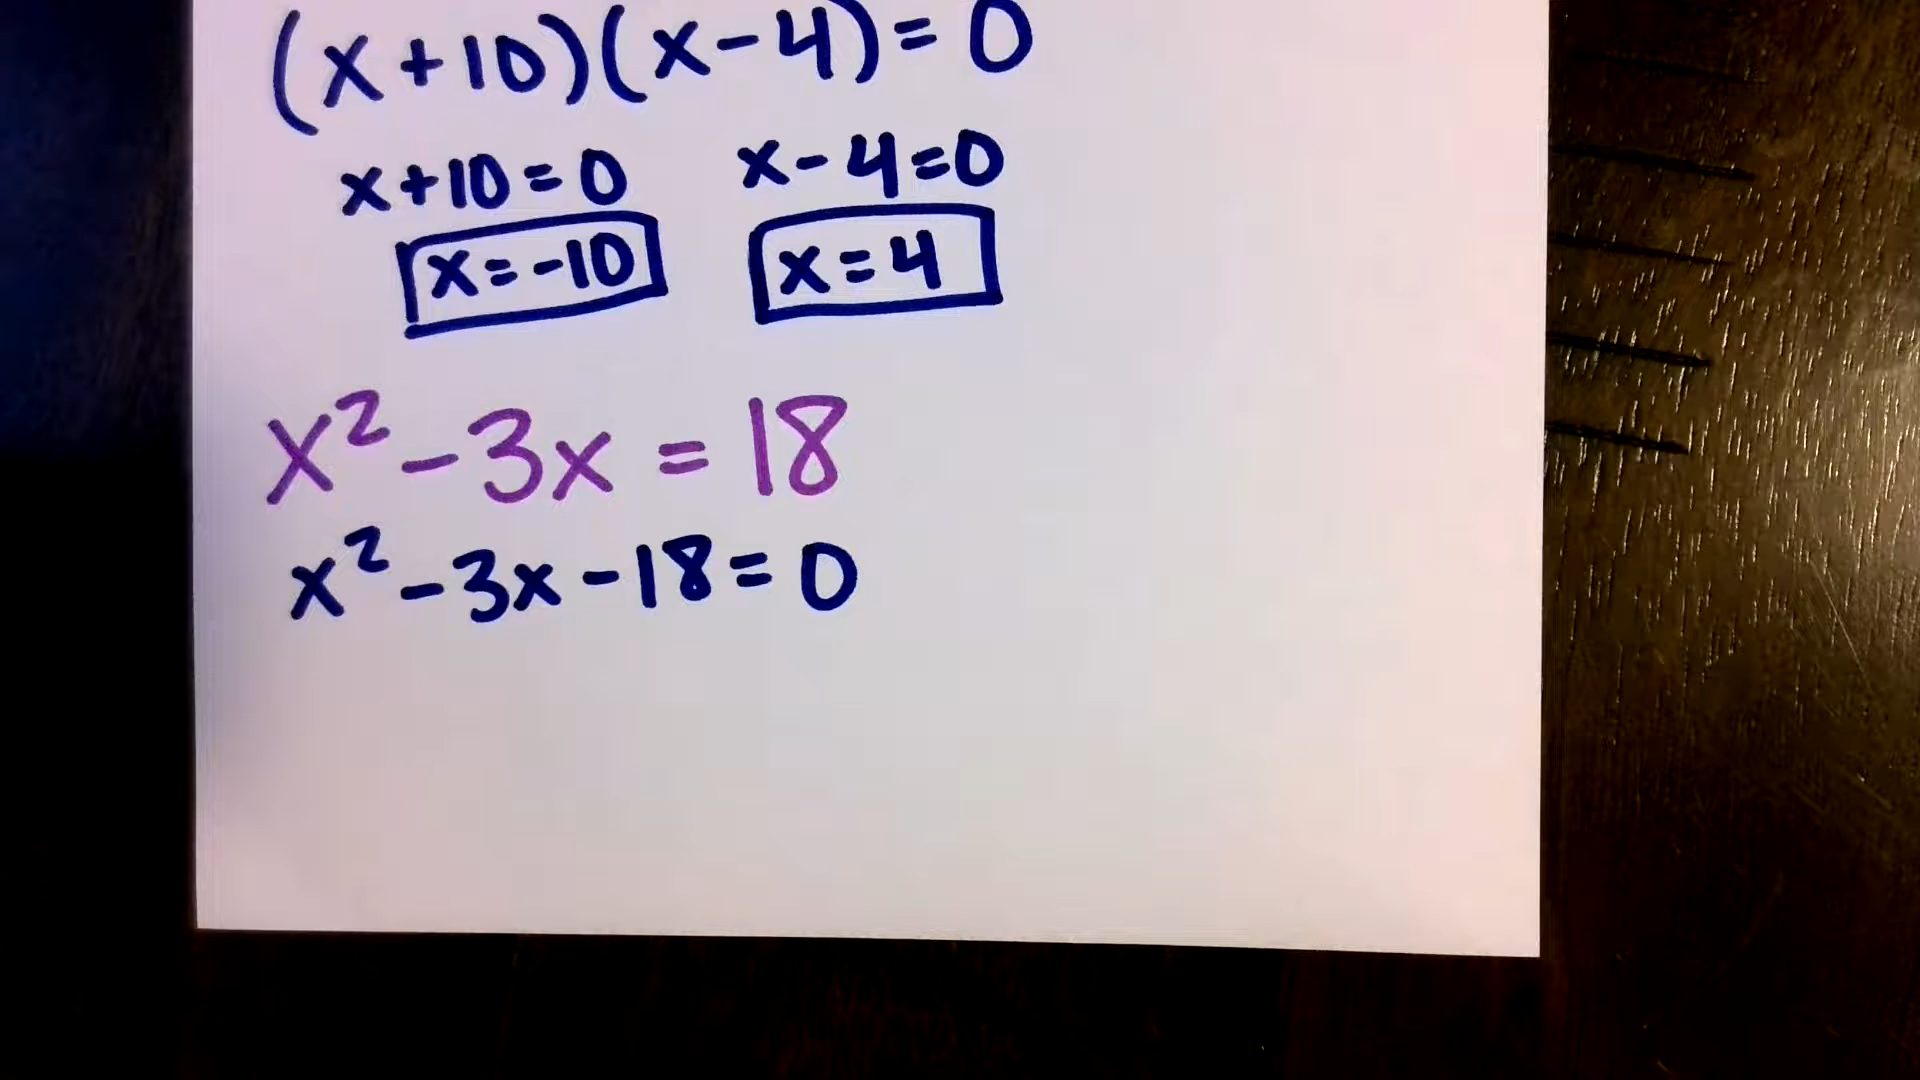 (x+10)(x-4)=0
x+10=0 x-4=0
x=-10 x=4
x²-3x=18
x²-3x-18=0